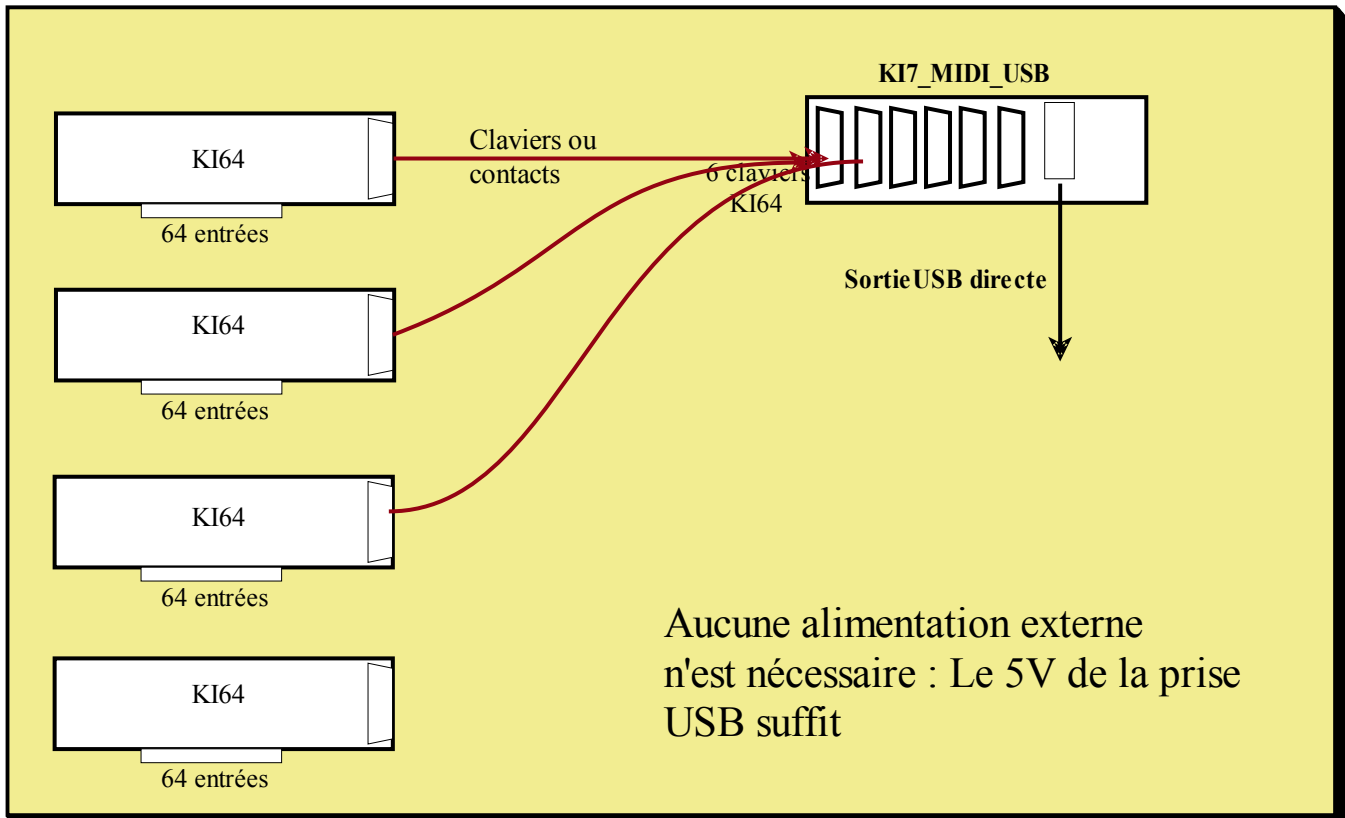 KI7_MIDI_USB
KI64
Claviers ou
contacts
6 claviers
KI64
64 entrées
SortieUSB directe
KI64
64 entrées
KI64
64 entrées
Aucune alimentation externe
n'est nécessaire : Le 5V de la prise
USB suffit
KI64
64 entrées